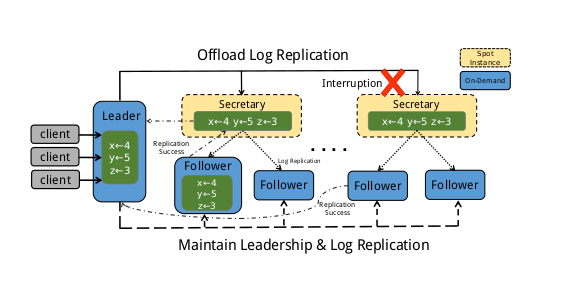 Offload Log Replication
Spot
Instance
On-Demand
Interruption
Leader
x←4
y←5
z←3
client
client
client
Secretary
x←4 y←5 z←3
Secretary
x←4 y←5 z←3
Replication
Success
Log Replication
Follower
x←4
y←5
z←3
Follower
Follower
Follower
Replication
Success
Maintain Leadership & Log Replication